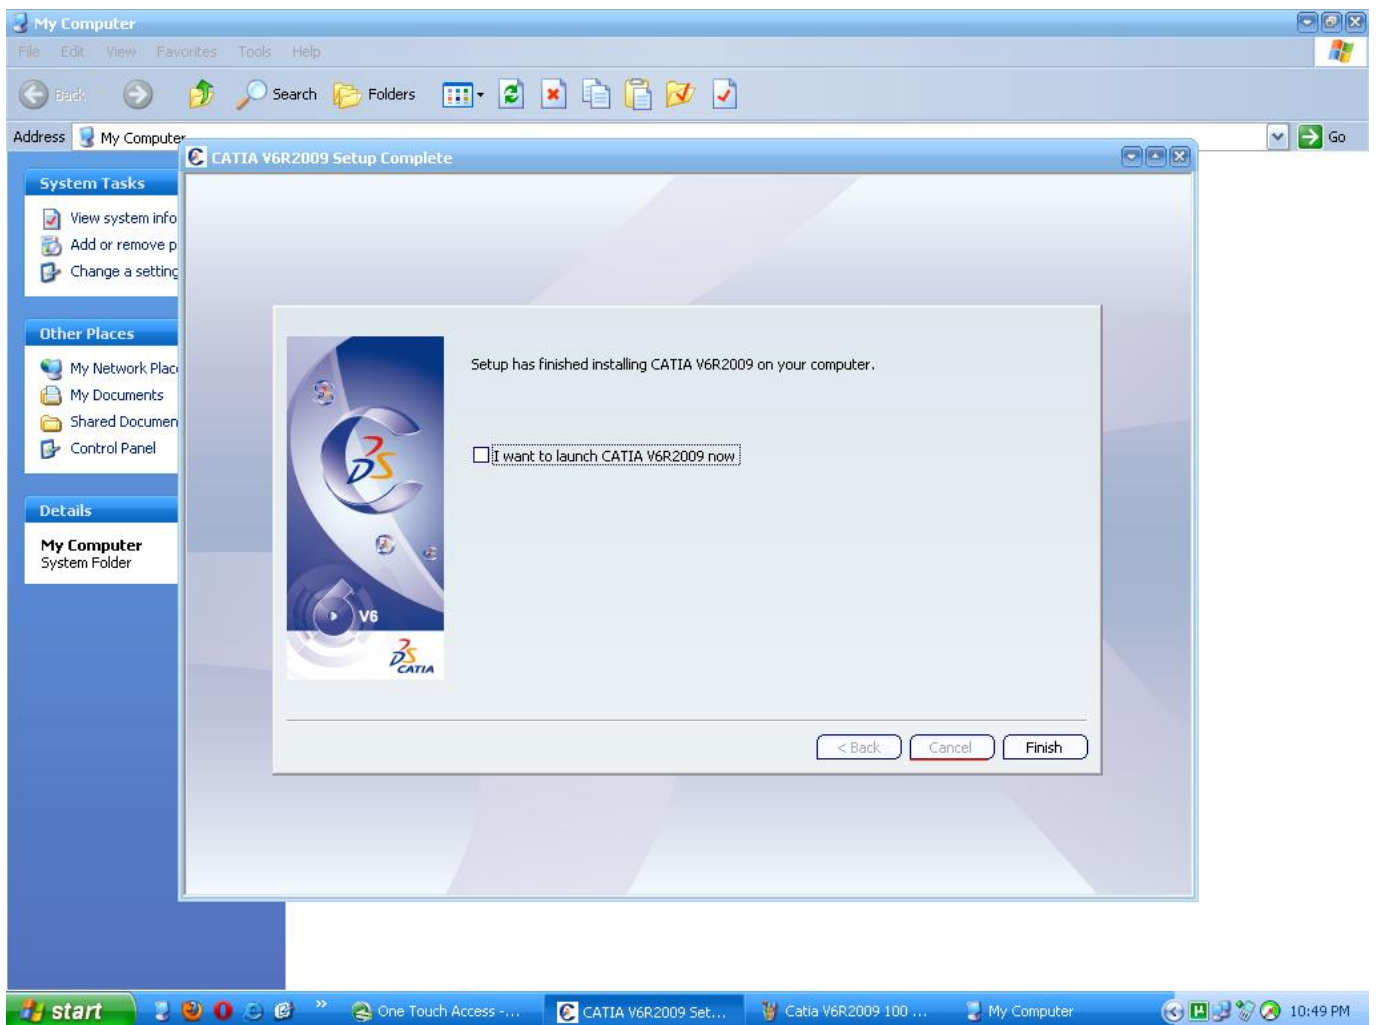 My Computer
File Edit View Favorites Tools Help
Back Search Folders
Address My Computer Go
CATIA V6R2009 Setup Complete
System Tasks
View system info
Add or remove p
Change a setting
Other Places
My Network Plac
My Documents
Shared Documen
Control Panel
Details
My Computer
System Folder
Setup has finished installing CATIA V6R2009 on your computer.
I want to launch CATIA V6R2009 now
V6
CATIA
< Back Cancel Finish
start » One Touch Access -... CATIA V6R2009 Set... Catia V6R2009 100 ... My Computer 10:49 PM